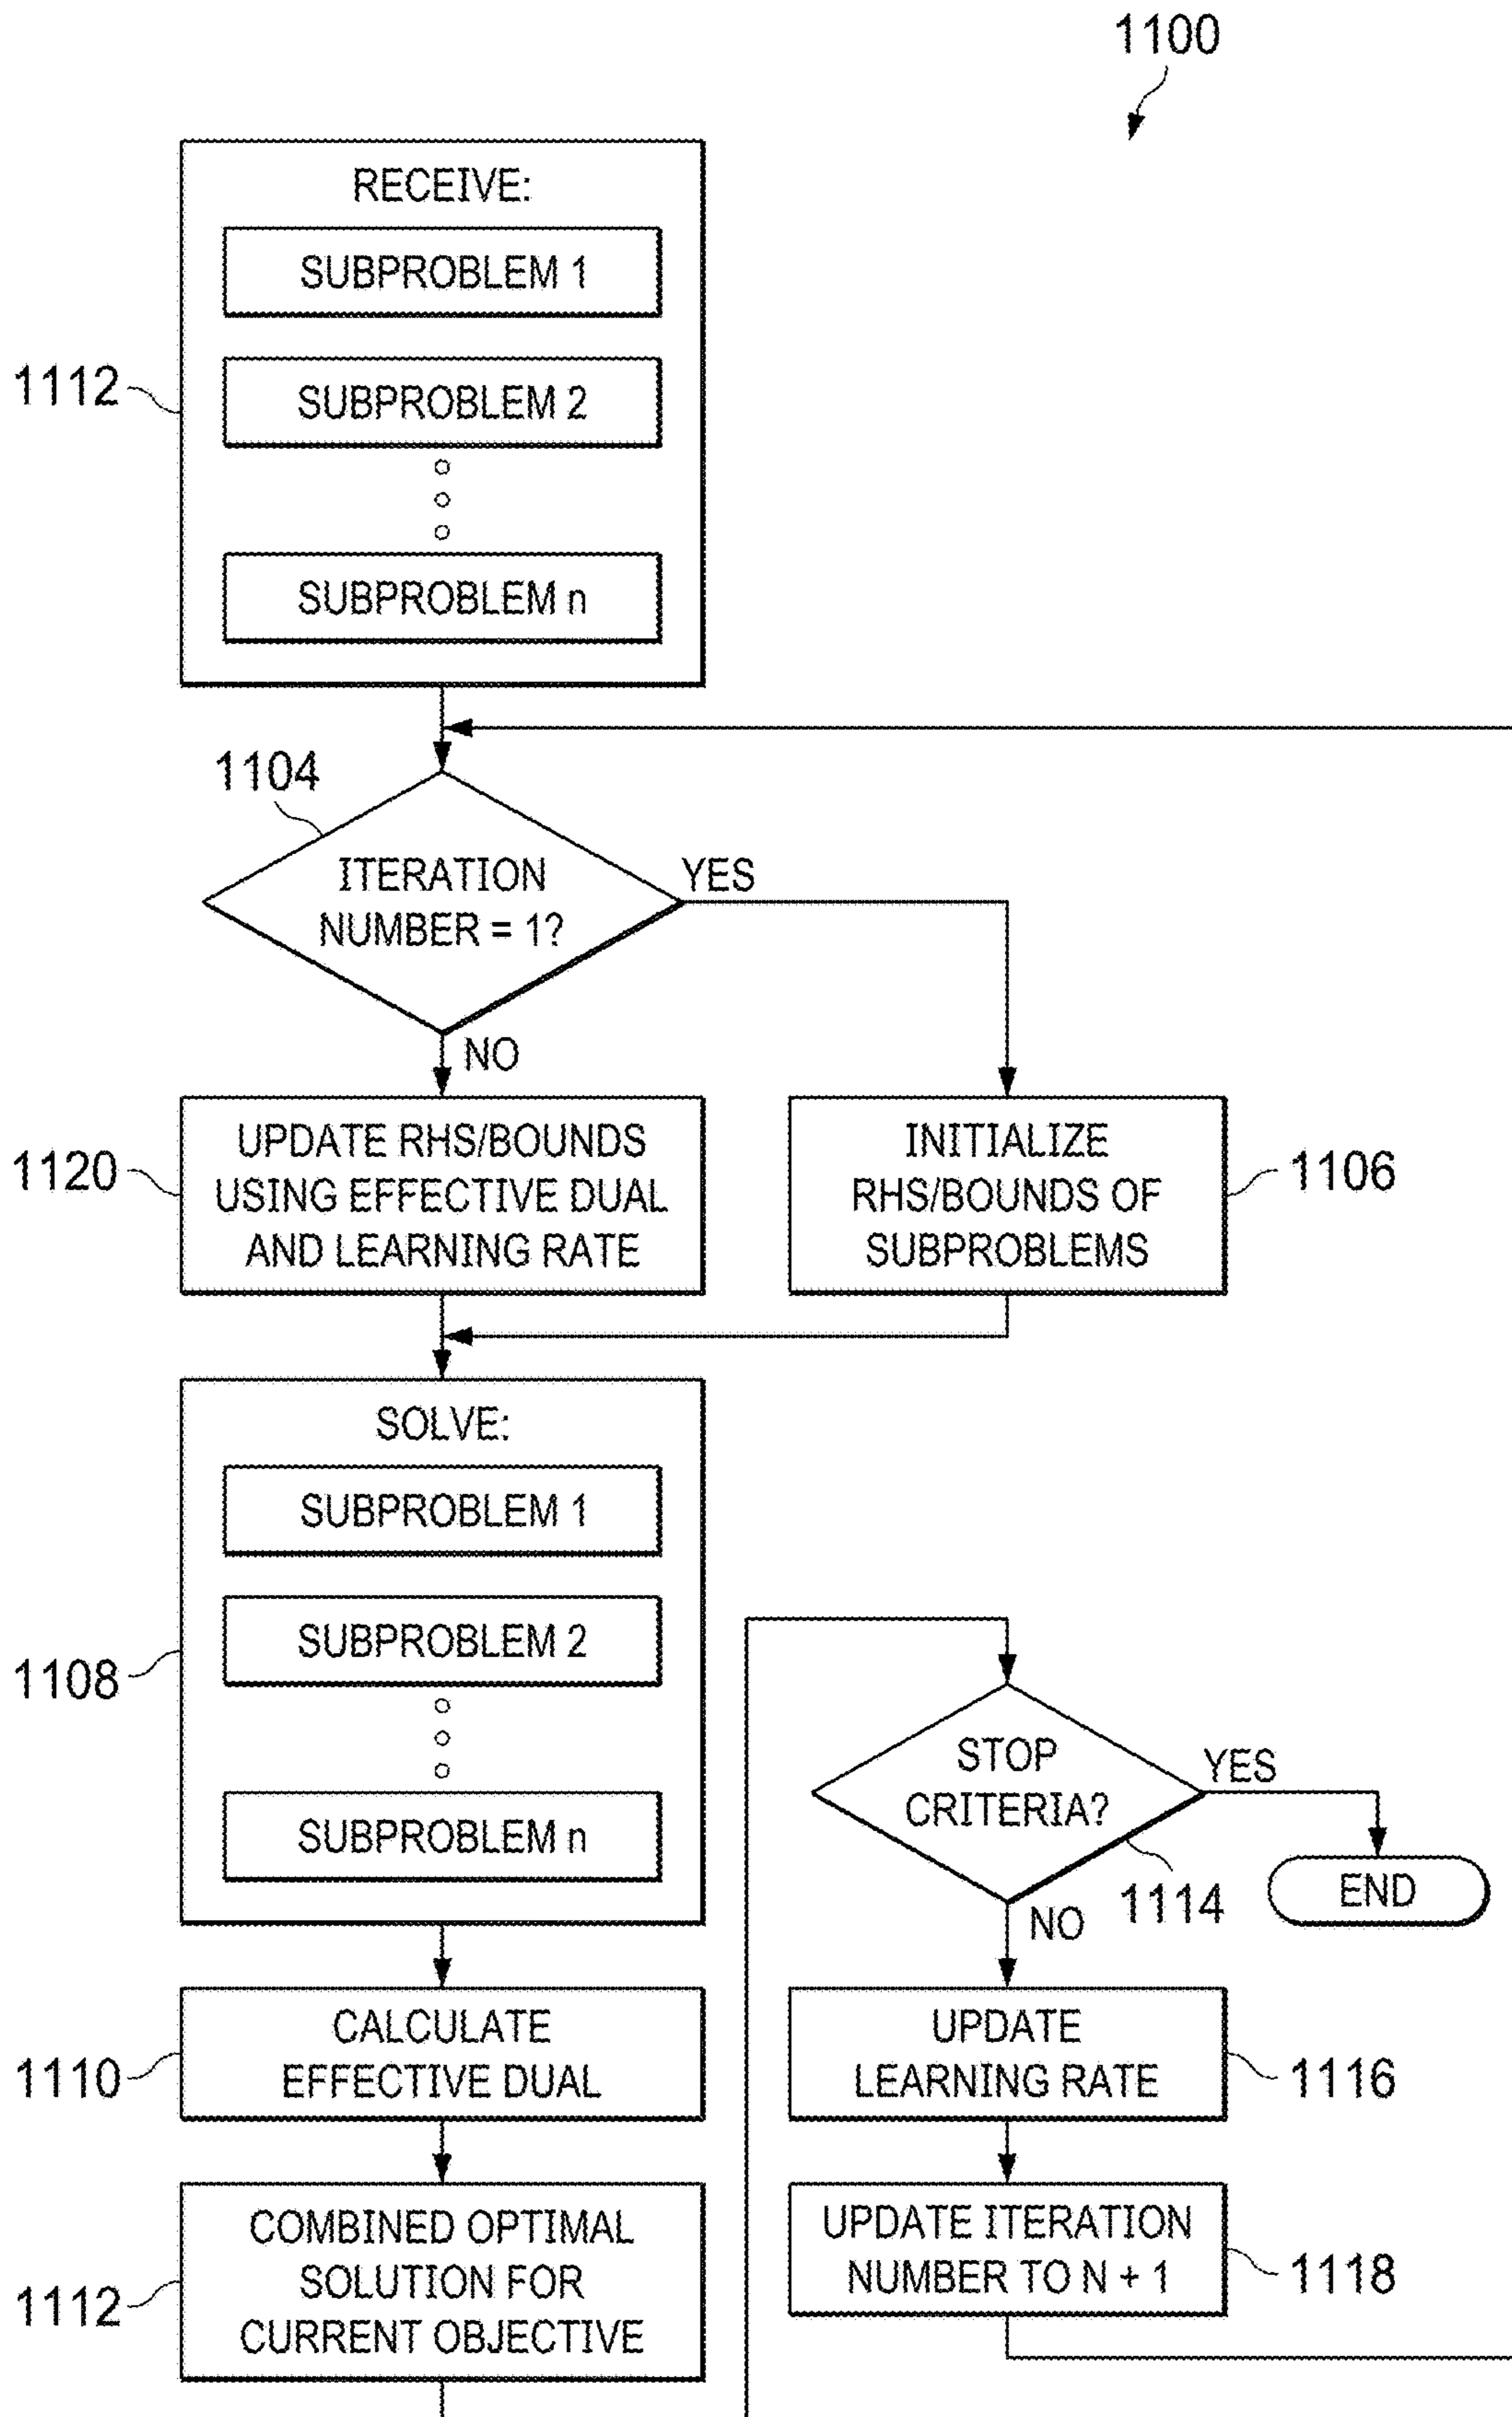 1100
RECEIVE:
SUBPROBLEM 1
1112
SUBPROBLEM 2
SUBPROBLEM n
1104
ITERATION
NUMBER = 1?
YES
NO
1120
UPDATE RHS/BOUNDS
USING EFFECTIVE DUAL
AND LEARNING RATE
INITIALIZE
RHS/BOUNDS OF
SUBPROBLEMS
1106
SOLVE:
SUBPROBLEM 1
1108
SUBPROBLEM 2
SUBPROBLEM n
STOP
CRITERIA?
YES
1114
END
NO
1110
CALCULATE
EFFECTIVE DUAL
UPDATE
LEARNING RATE
1116
1112
COMBINED OPTIMAL
SOLUTION FOR
CURRENT OBJECTIVE
UPDATE ITERATION
NUMBER TO N + 1
1118